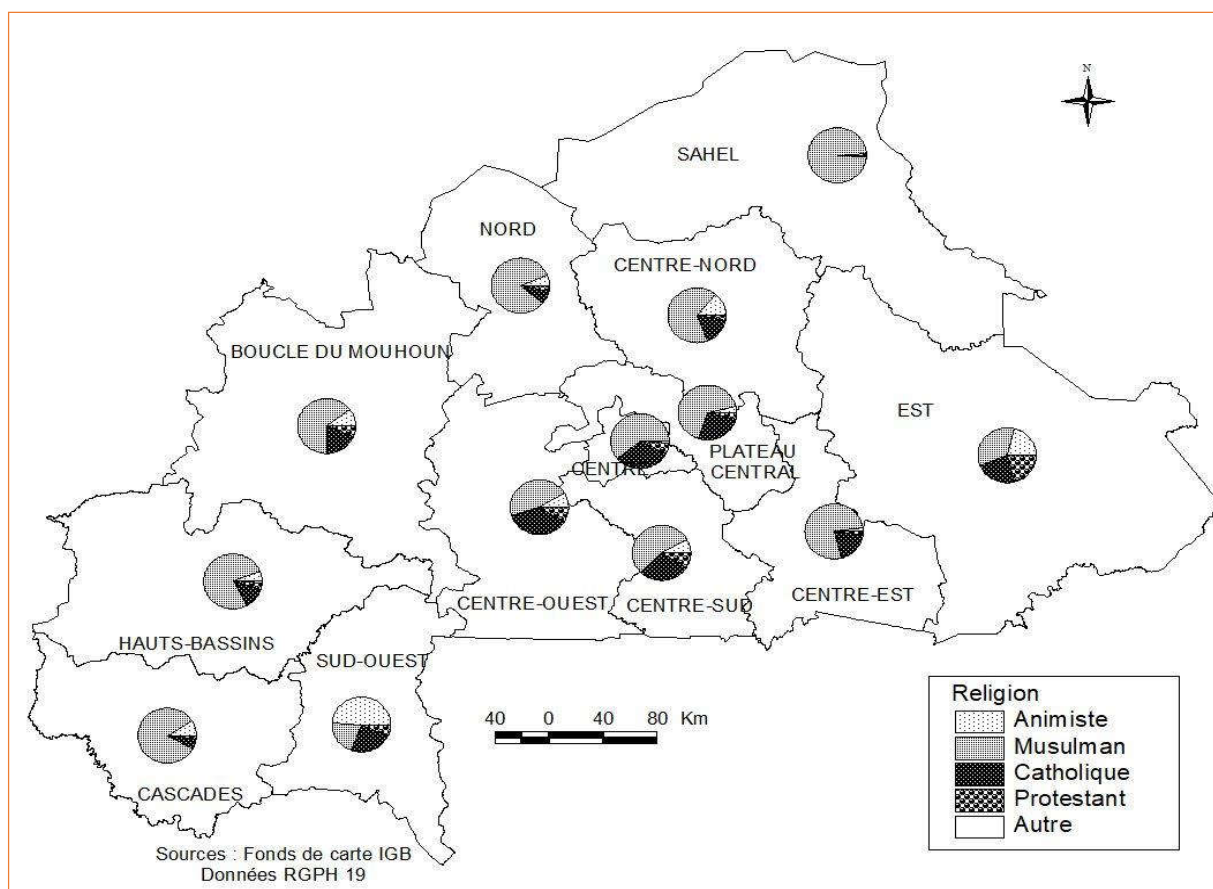 N
SAHEL
NORD
CENTRE-NORD
BOUCLE DU MOUHOUN
EST
CENTRE
PLATEAU
CENTRAL
CENTRE-OUEST
CENTRE-SUD
CENTRE-EST
HAUTS-BASSINS
SUD-OUEST
CASCADES
40 0 40 80 Km
Religion
Animiste
Musulman
Catholique
Protestant
Autre
Sources : Fonds de carte IGB
Données RGPH 19